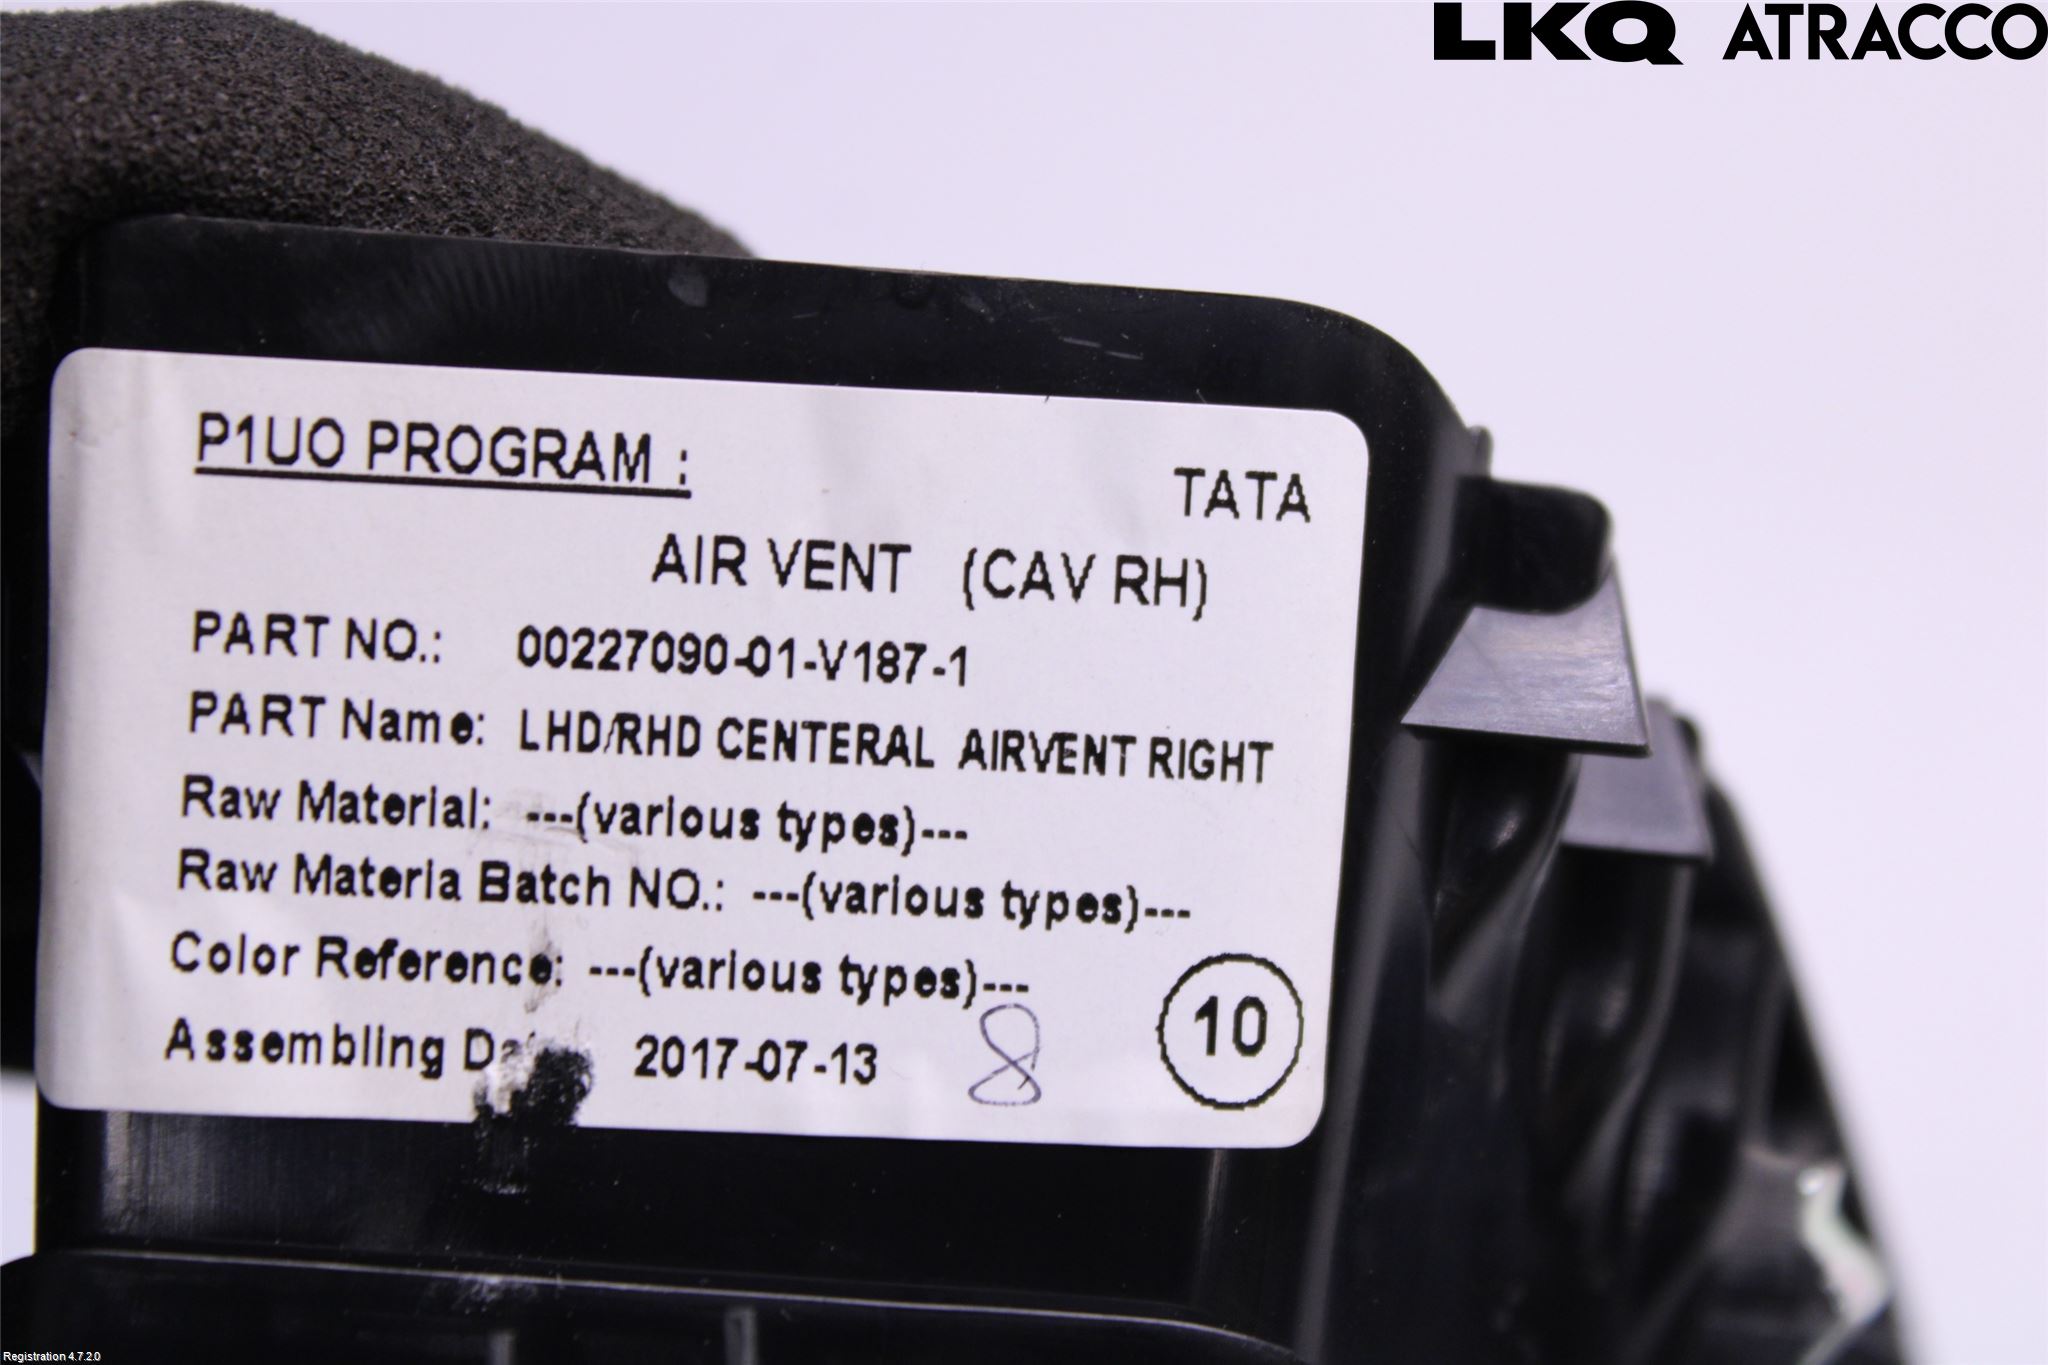 LKQ ATRACCO
P1UO PROGRAM :
TATA
AIR VENT (CAV RH)
PART NO.: 00227090-01-V187-1
PART Name: LHD/RHD CENTERAL AIRVENT RIGHT
Raw Material: ---(various types)---
Raw Materia Batch NO.: ---(various types)---
Color Reference: ---(various types)---
Assembling 2017-07-13 8
10
Registration 4.7.2.0